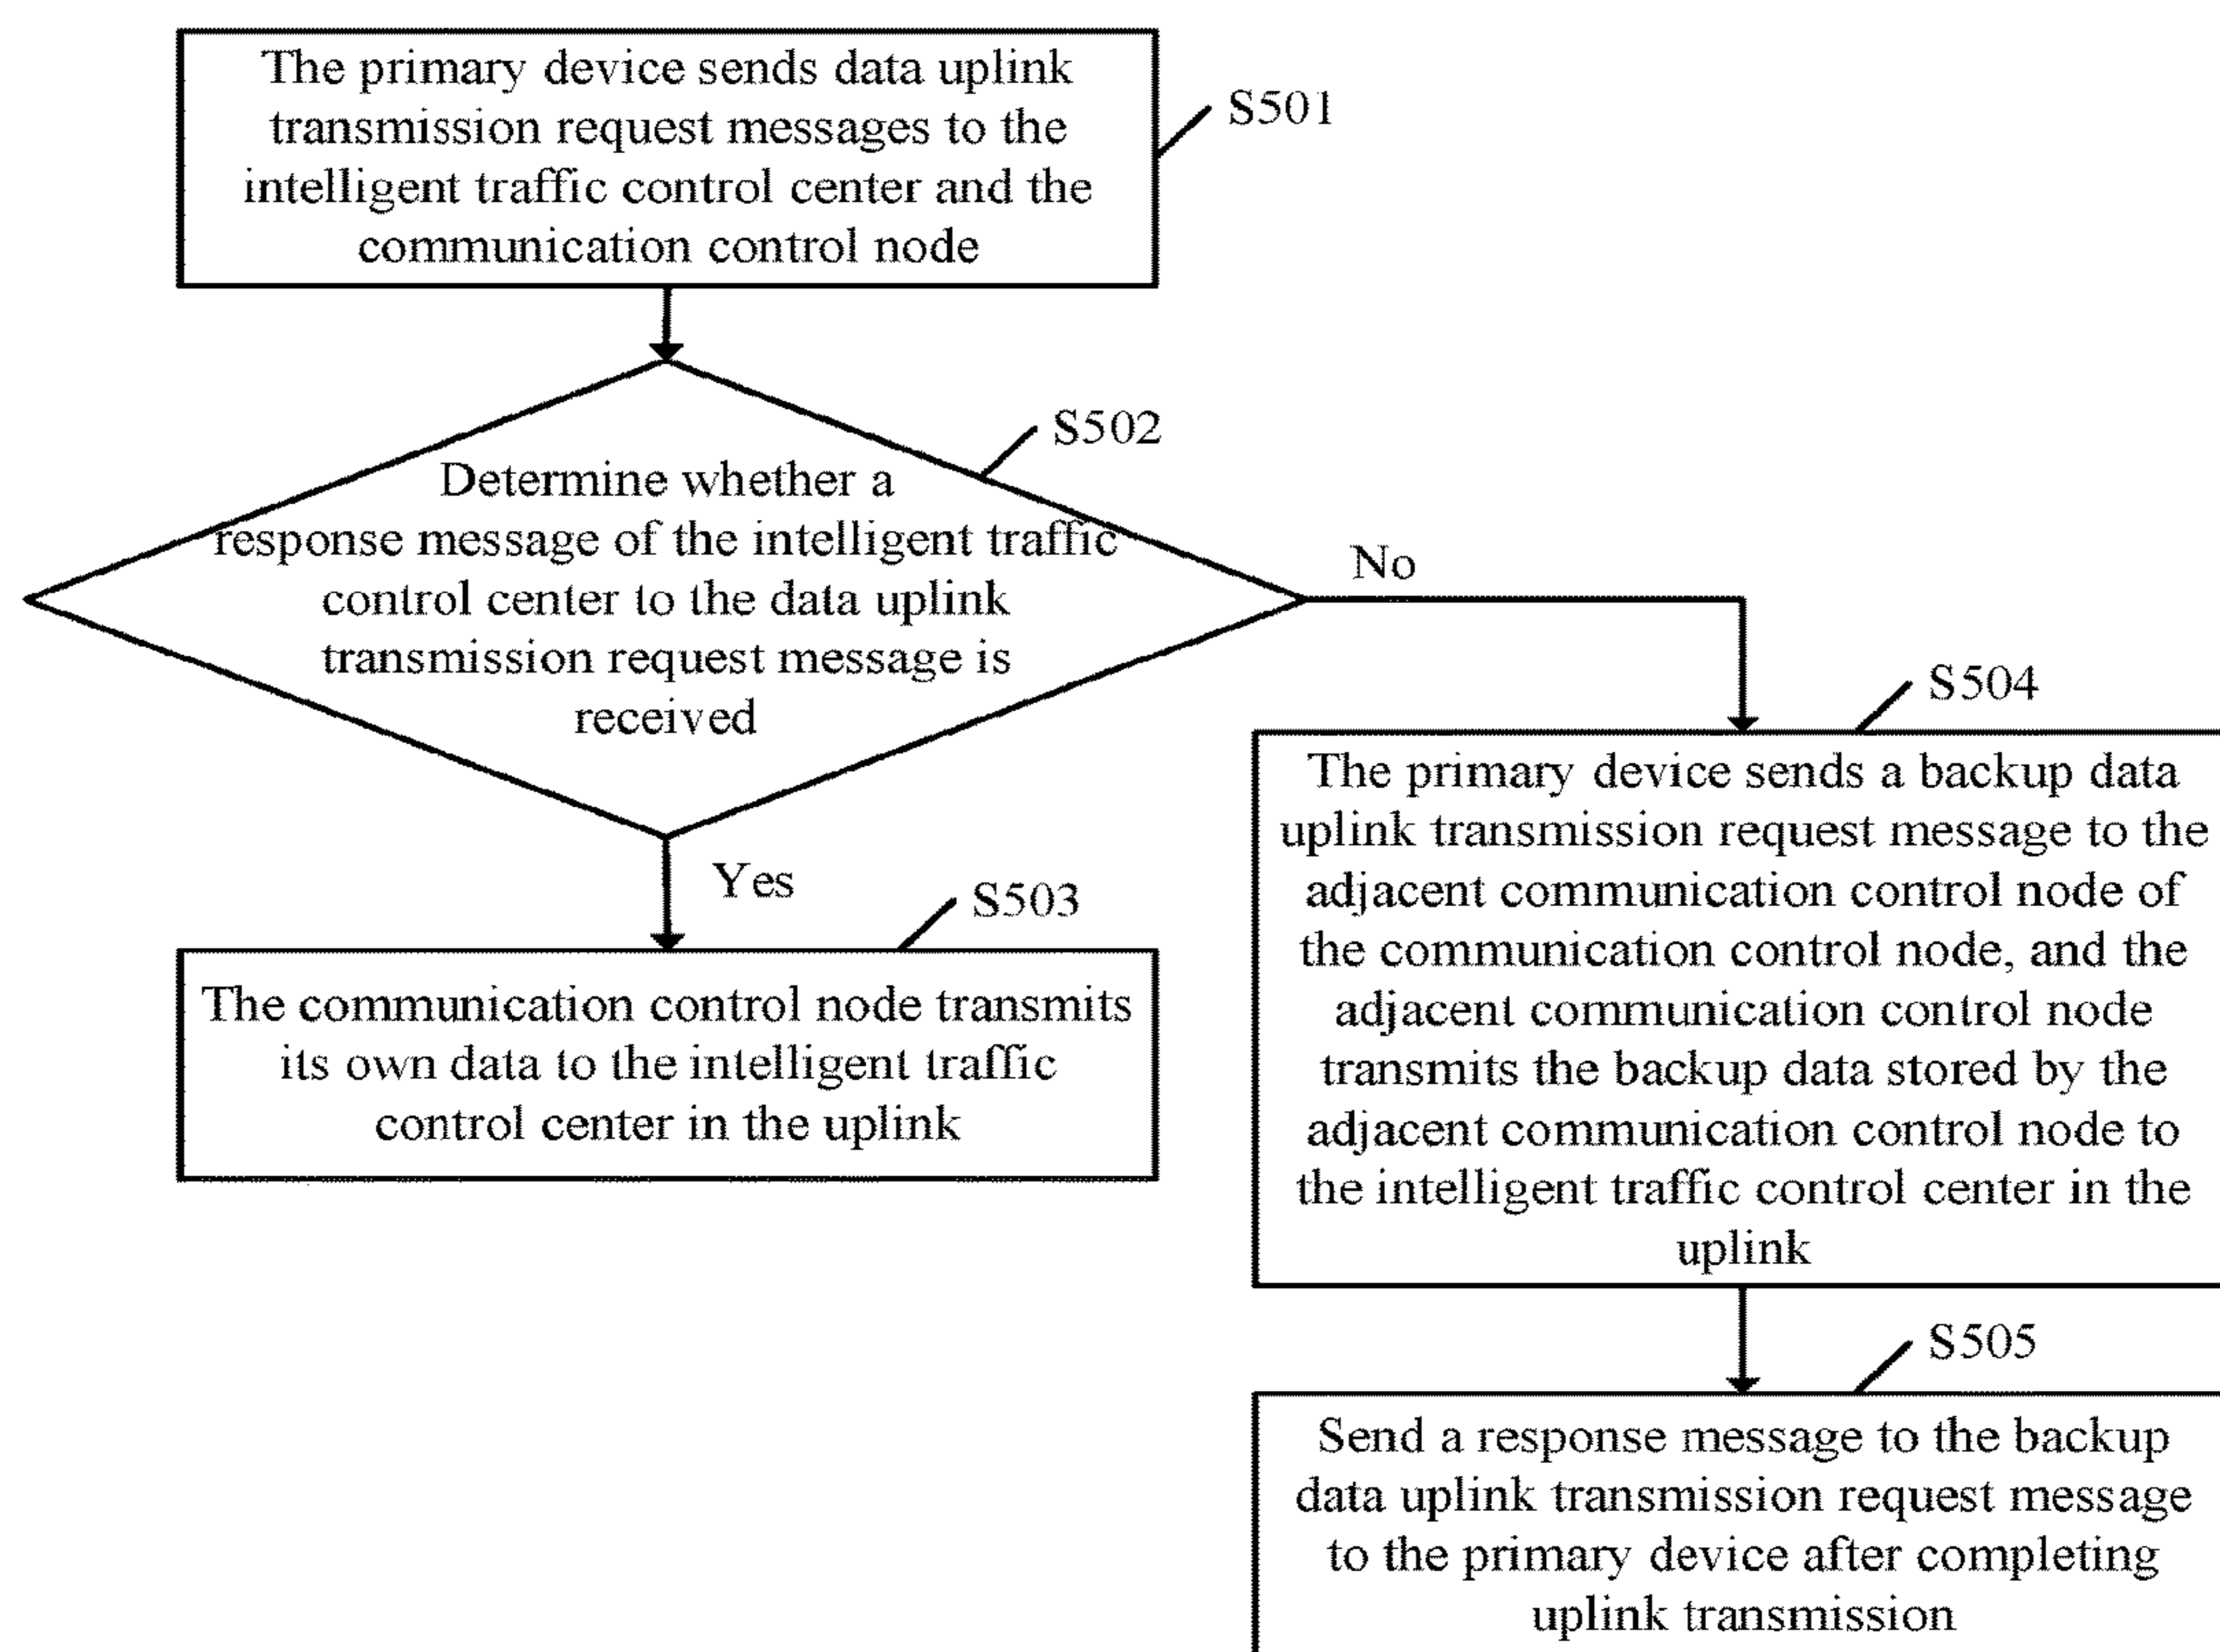 The primary device sends data uplink
transmission request messages to the
intelligent traffic control center and the
communication control node
S501
S502
Determine whether a
response message of the intelligent traffic
control center to the data uplink
transmission request message is
received
No
Yes
S503
The communication control node transmits
its own data to the intelligent traffic
control center in the uplink
S504
The primary device sends a backup data
uplink transmission request message to the
adjacent communication control node of
the communication control node, and the
adjacent communication control node
transmits the backup data stored by the
adjacent communication control node to
the intelligent traffic control center in the
uplink
S505
Send a response message to the backup
data uplink transmission request message
to the primary device after completing
uplink transmission